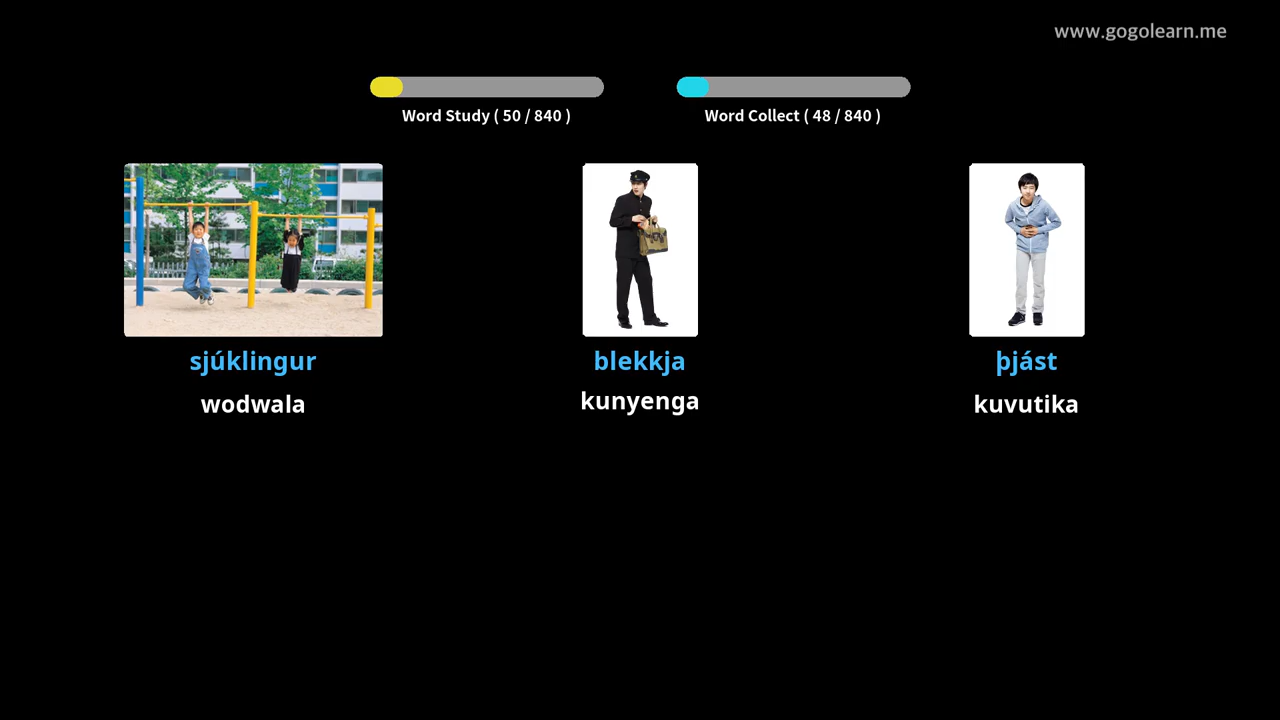 www.gogolearn.me
Word Study ( 50 / 840 )
Word Collect ( 48 / 840 )
sjúklingur
blekkja
þjást
wodwala
kunyenga
kuvutika